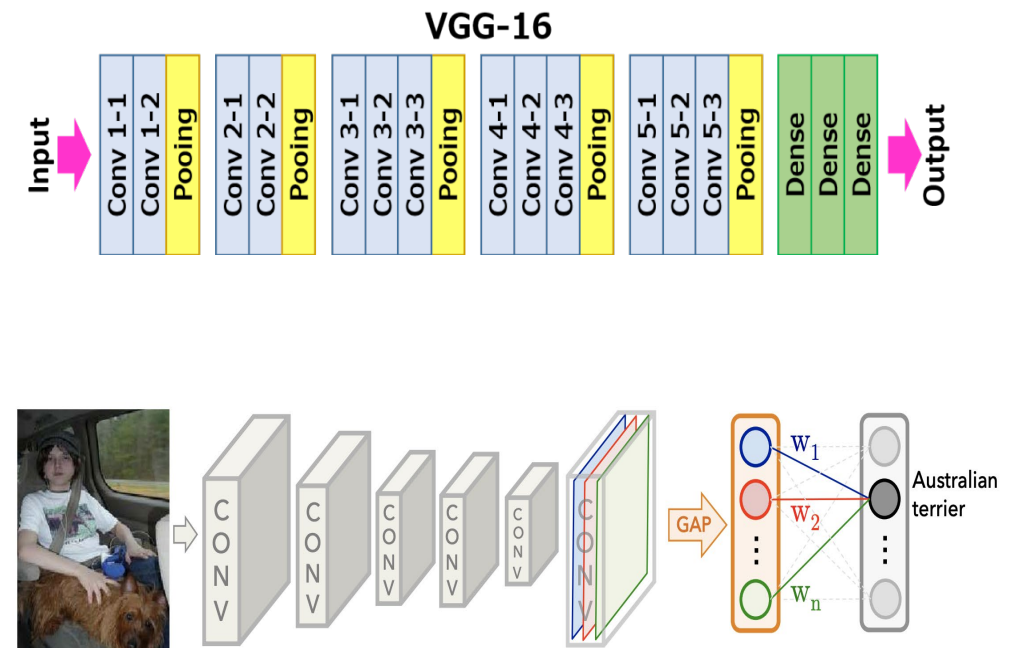 VGG-16
Input
Conv 1-1
Conv 1-2
Pooing
Conv 2-1
Conv 2-2
Pooing
Conv 3-1
Conv 3-2
Conv 3-3
Pooing
Conv 4-1
Conv 4-2
Conv 4-3
Pooing
Conv 5-1
Conv 5-2
Conv 5-3
Pooing
Dense
Dense
Dense
Output
CONV
CONV
CONV
CONV
CONV
CONV
GAP
w1
w2
wn
Australian
terrier